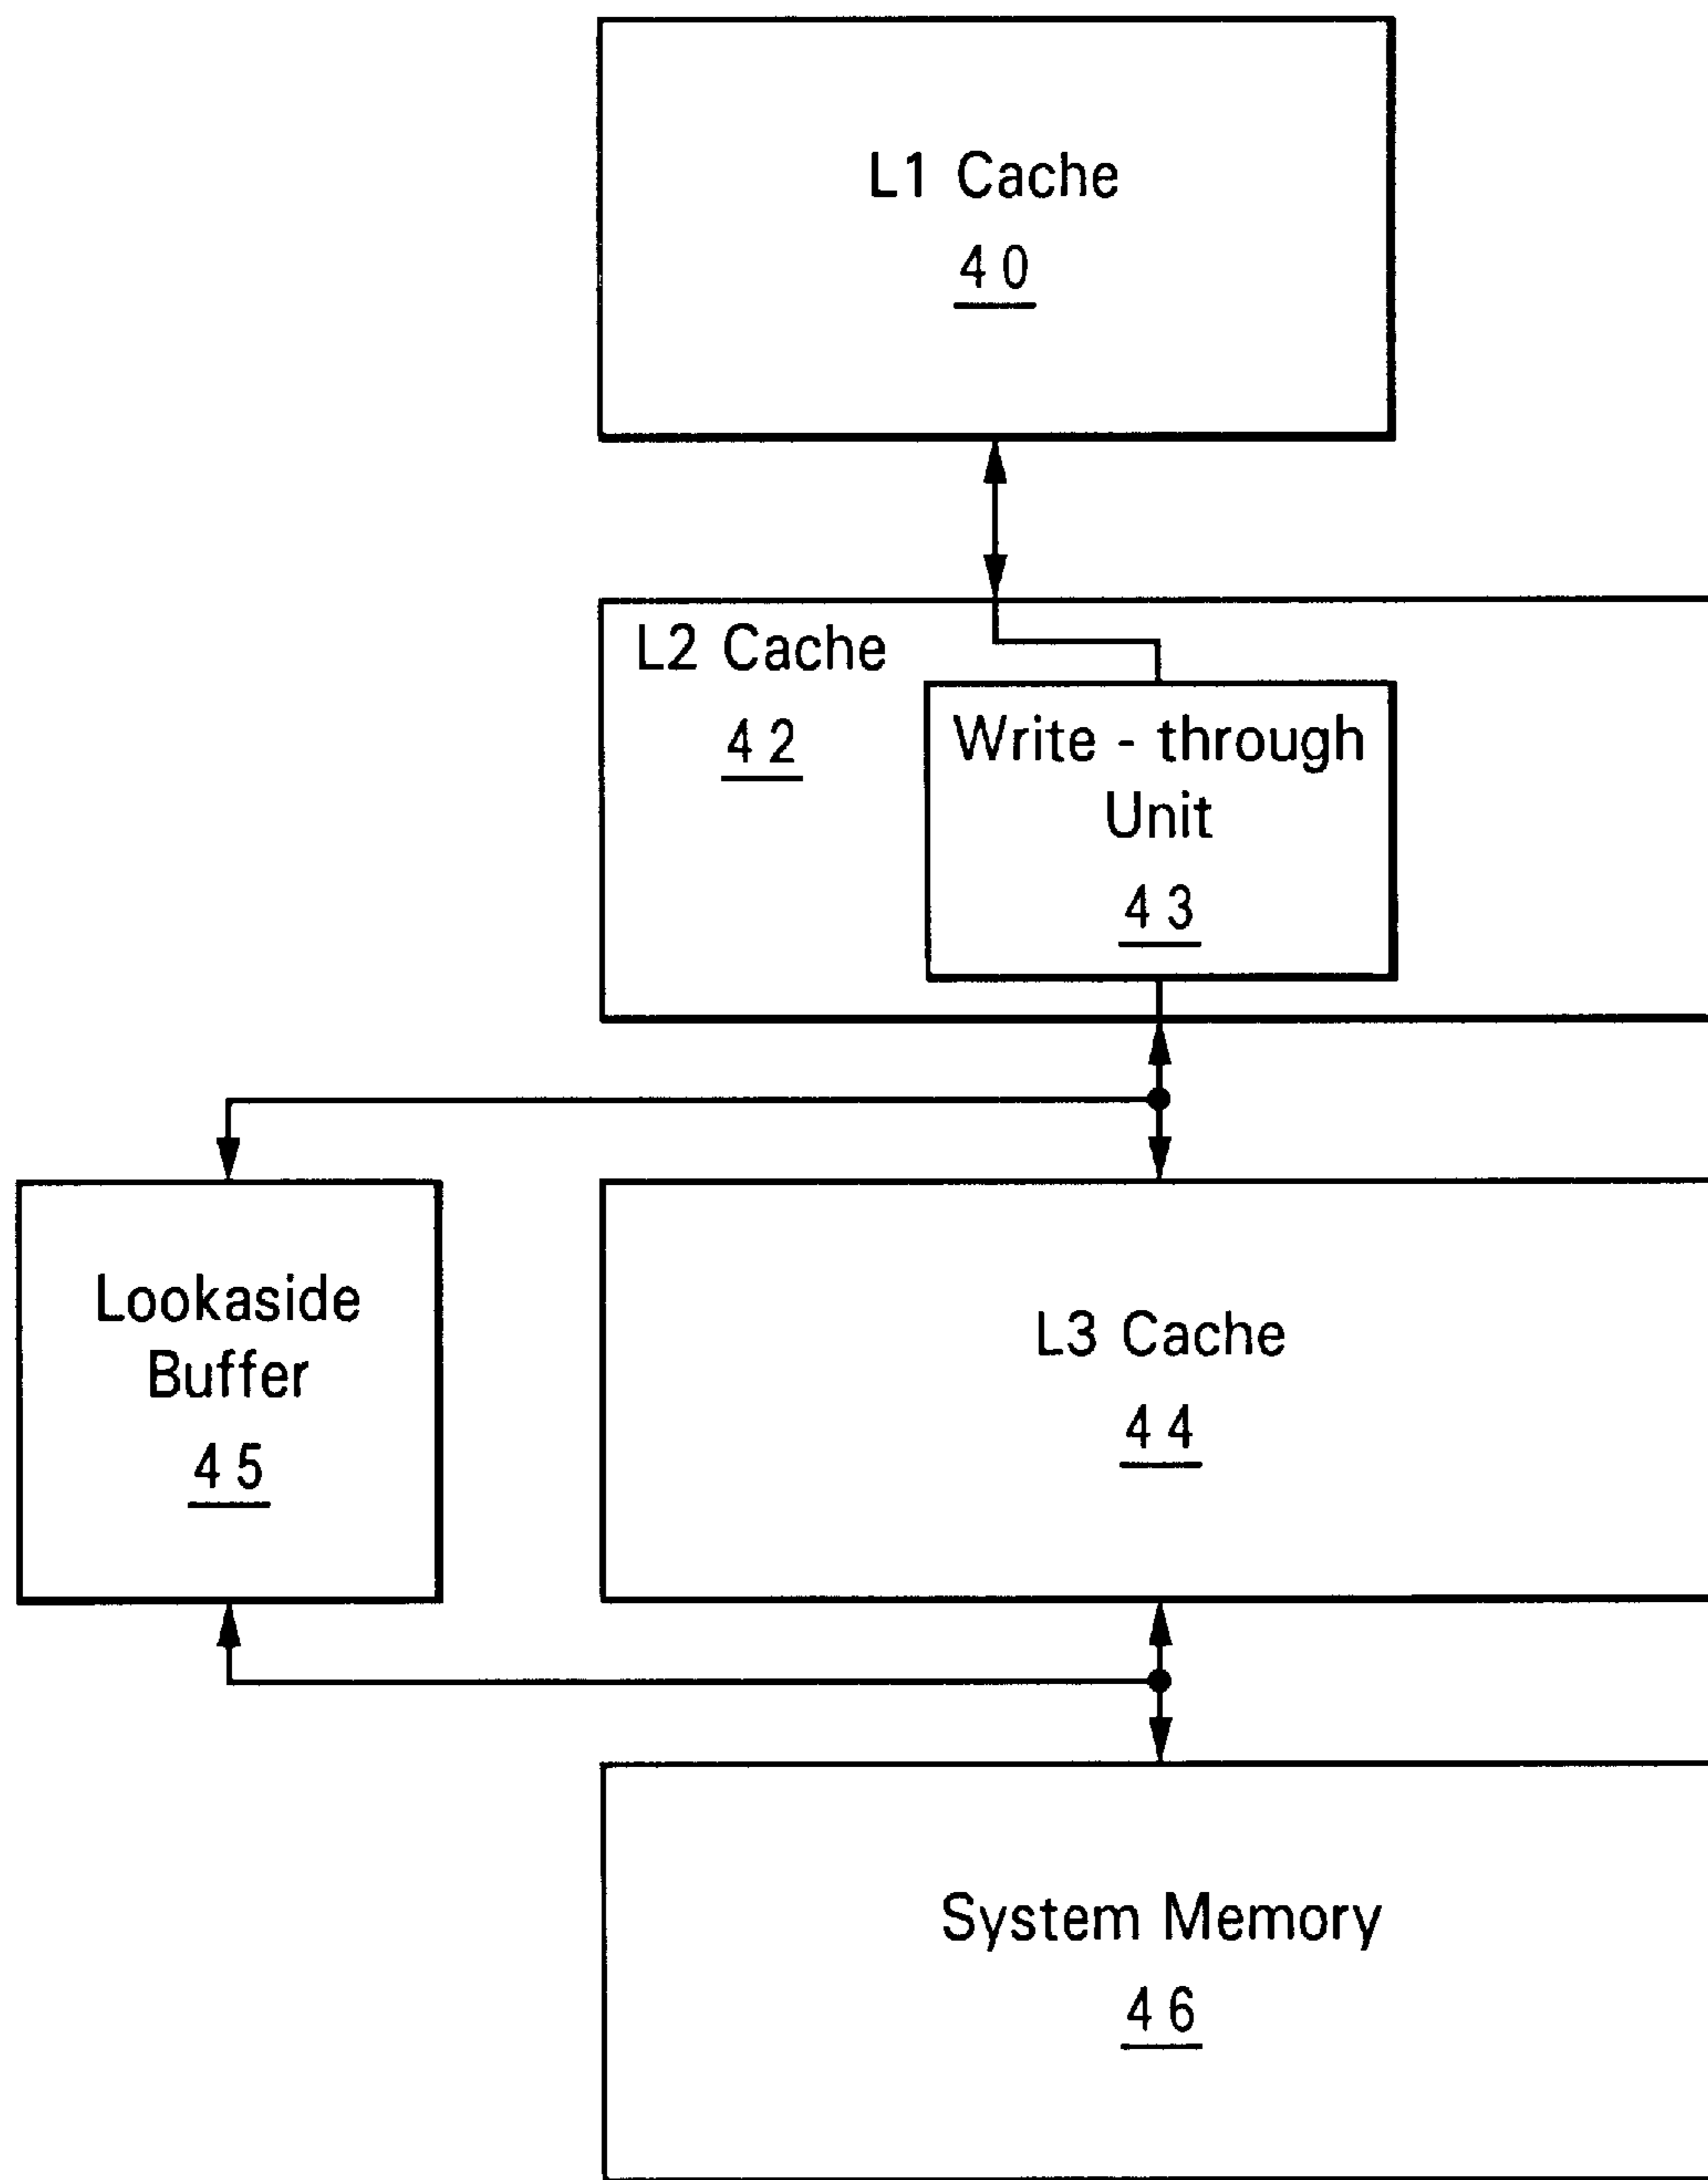 L1 Cache
40
L2 Cache
42
Write - through
Unit
43
Lookaside
Buffer
45
L3 Cache
44
System Memory
46